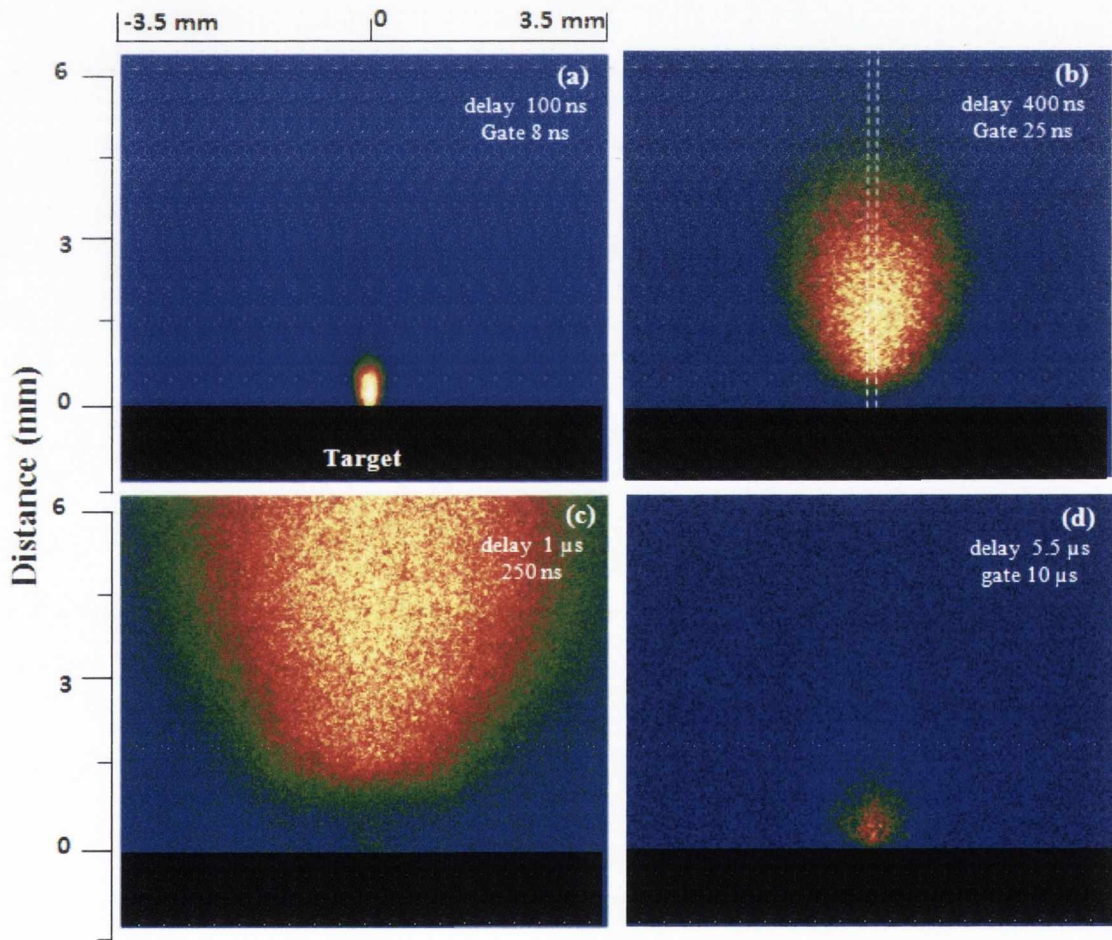 -3.5 mm 0 3.5 mm
Distance (mm)
6
3
0
6
3
0
(a)
delay 100 ns
Gate 8 ns
Target
(b)
delay 400 ns
Gate 25 ns
(c)
delay 1 µs
250 ns
(d)
delay 5.5 µs
gate 10 µs